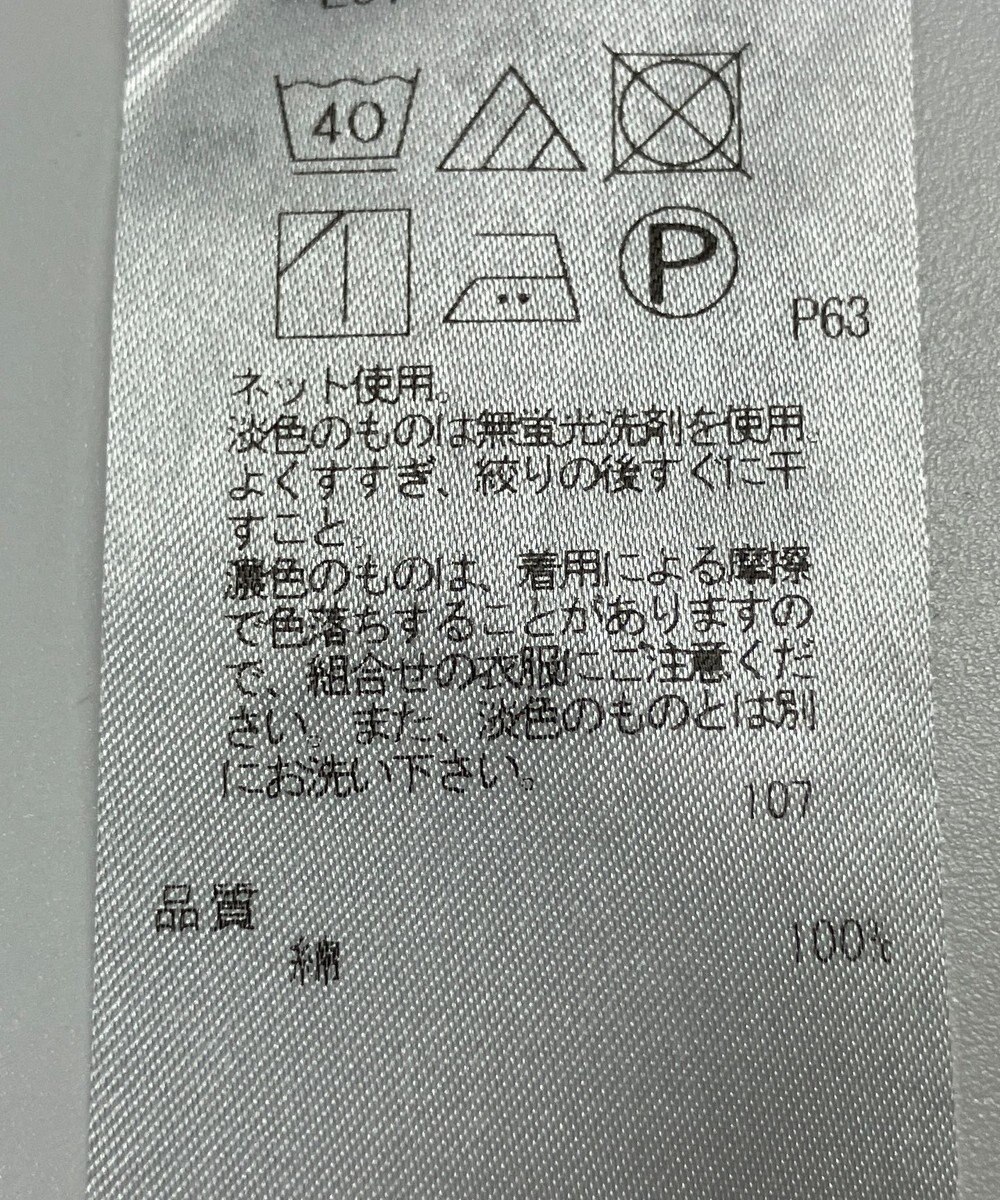 40
P
P63
ネット使用。
淡色のものは無蛍光洗剤を使用。
よくすすぎ、絞りの後すぐに干
すこと。
濃色のものは、着用による摩擦
で色落ちすることがありますの
で、組合せの衣服にご注意くだ
さい。また、淡色のものとは別
にお洗い下さい。
107
品質
綿 100%